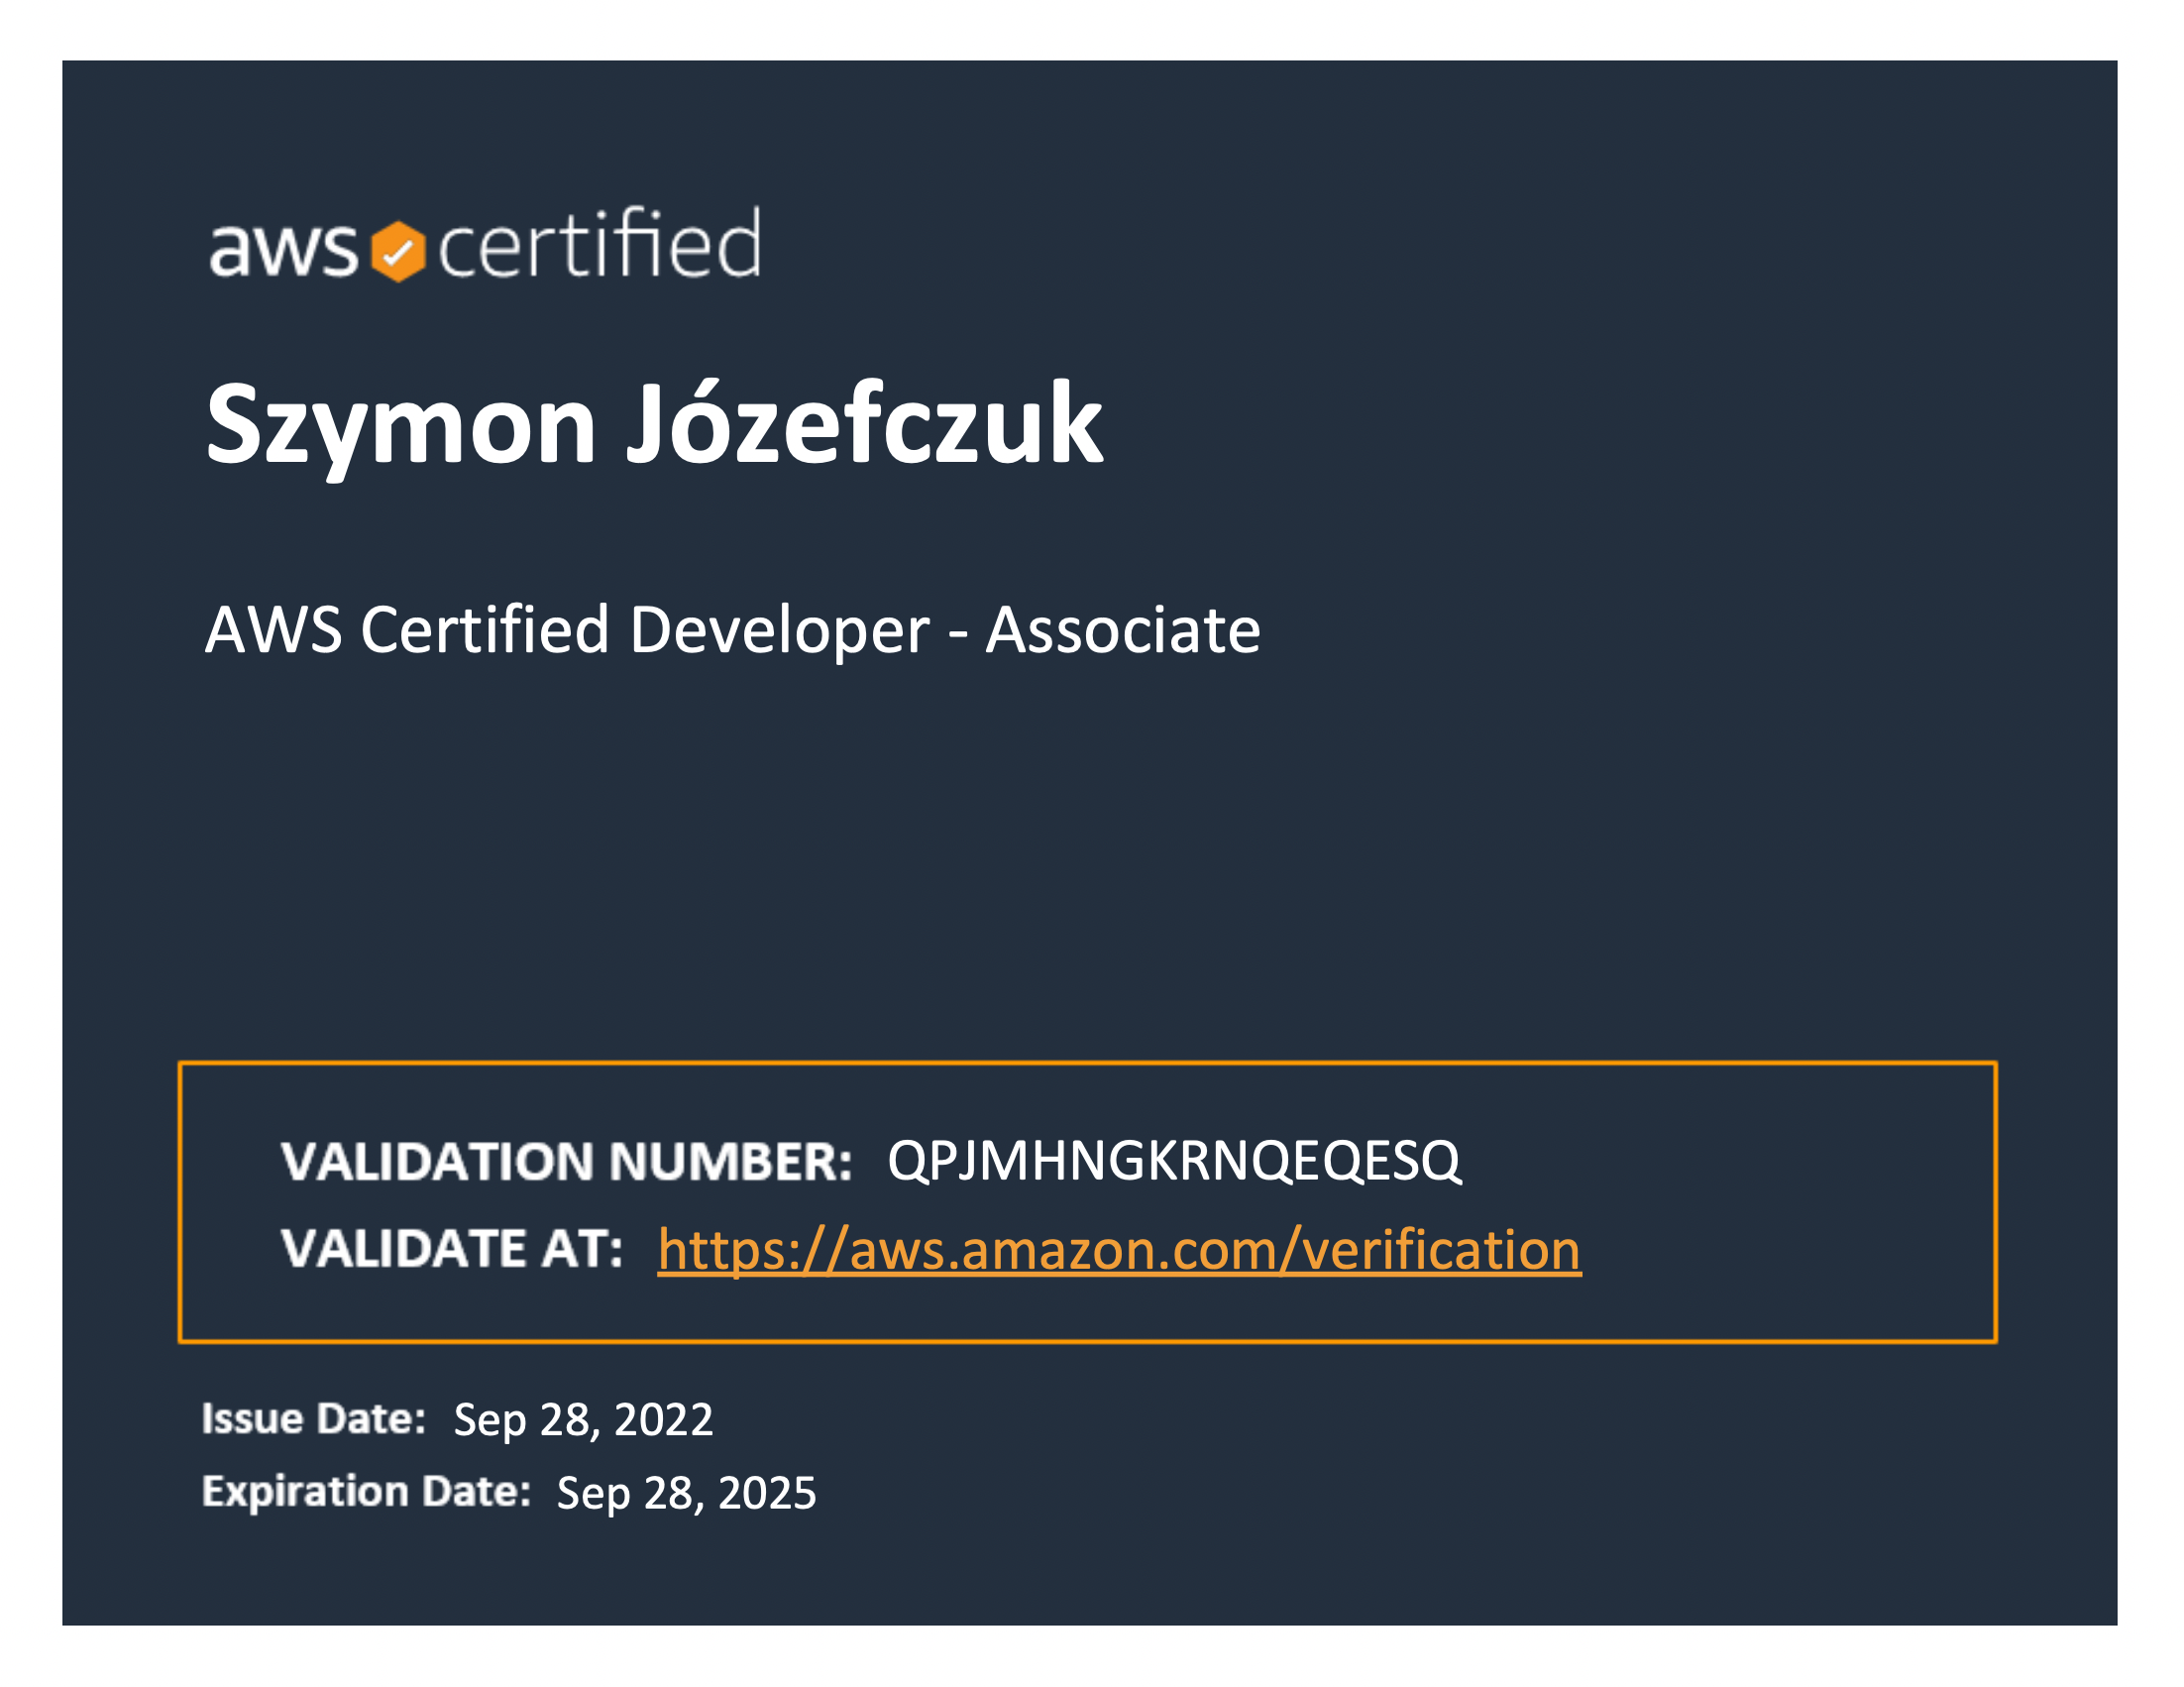 aws certified
Szymon Józefczuk
AWS Certified Developer - Associate
VALIDATION NUMBER: QPJMHNGKRNQEQESQ
VALIDATE AT: https://aws.amazon.com/verification
Issue Date: Sep 28, 2022
Expiration Date: Sep 28, 2025